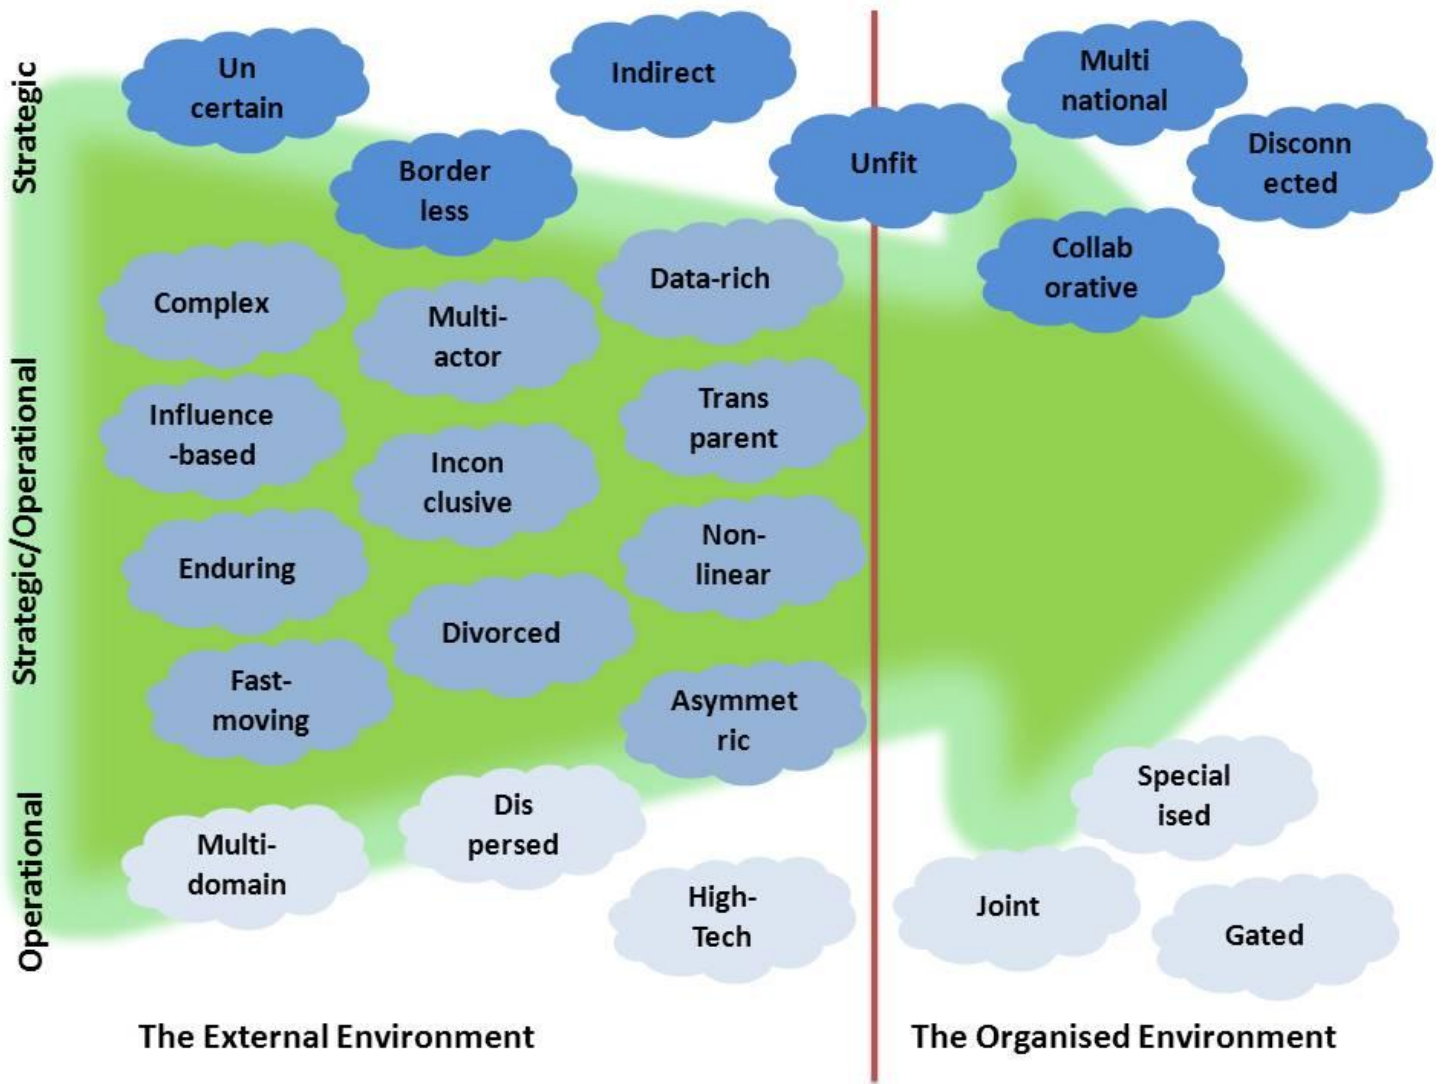 Strategic
Strategic/Operational
Operational
Un
certain
Indirect
Multi
national
Border
less
Unfit
Disconn
ected
Complex
Multi-
actor
Data-rich
Collab
orative
Influence
-based
Incon
clusive
Trans
parent
Enduring
Divorced
Non-
linear
Fast-
moving
Asymmet
ric
Multi-
domain
Dis
persed
High-
Tech
Special
ised
Joint
Gated
The External Environment
The Organised Environment